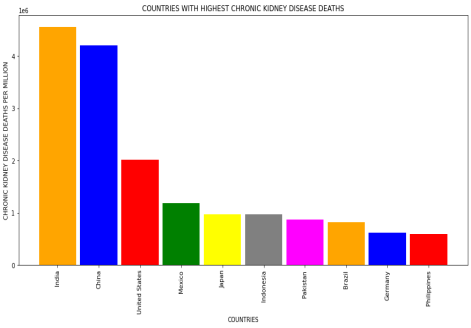 COUNTRIES WITH HIGHEST CHRONIC KIDNEY DISEASE DEATHS
1e6
CHRONIC KIDNEY DISEASE DEATHS PER MILLION
4
3
2
1
0
India
China
United States
Mexico
Japan
Indonesia
Pakistan
Brazil
Germany
Philippines
COUNTRIES